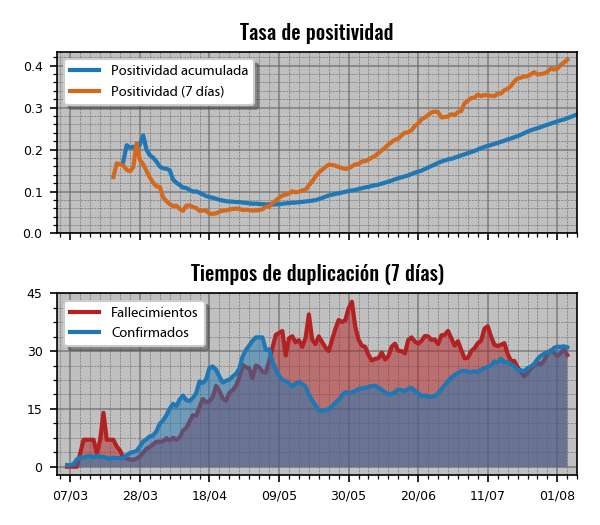 Tasa de positividad
0.4
0.3
0.2
0.1
0.0
Positividad acumulada
Positividad (7 días)
Tiempos de duplicación (7 días)
45
30
15
0
Fallecimientos
Confirmados
07/03 28/03 18/04 09/05 30/05 20/06 11/07 01/08